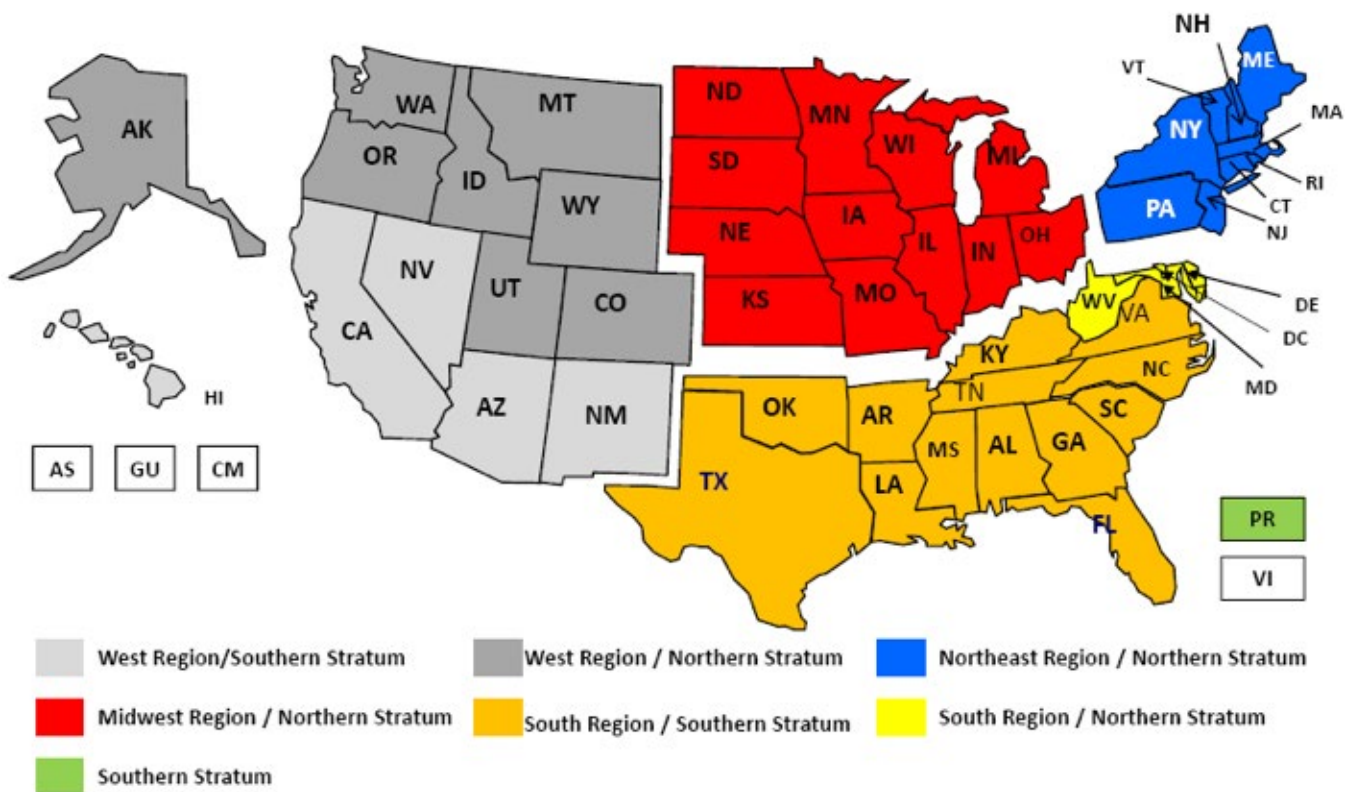 NH
ME
VT
WA
MT
ND
MN
AK
MA
NY
OR
WI
MI
ID
SD
RI
WY
CT
PA
NE
IA
NJ
OH
NV
IL
IN
UT
CO
KS
MO
WV
DE
CA
VA
DC
KY
MD
NC
TN
HI
AZ
NM
OK
AR
SC
MS
AL
GA
AS
GU
CM
TX
LA
PR
FL
VI
West Region/Southern Stratum
West Region / Northern Stratum
Northeast Region / Northern Stratum
Midwest Region / Northern Stratum
South Region / Southern Stratum
South Region / Northern Stratum
Southern Stratum